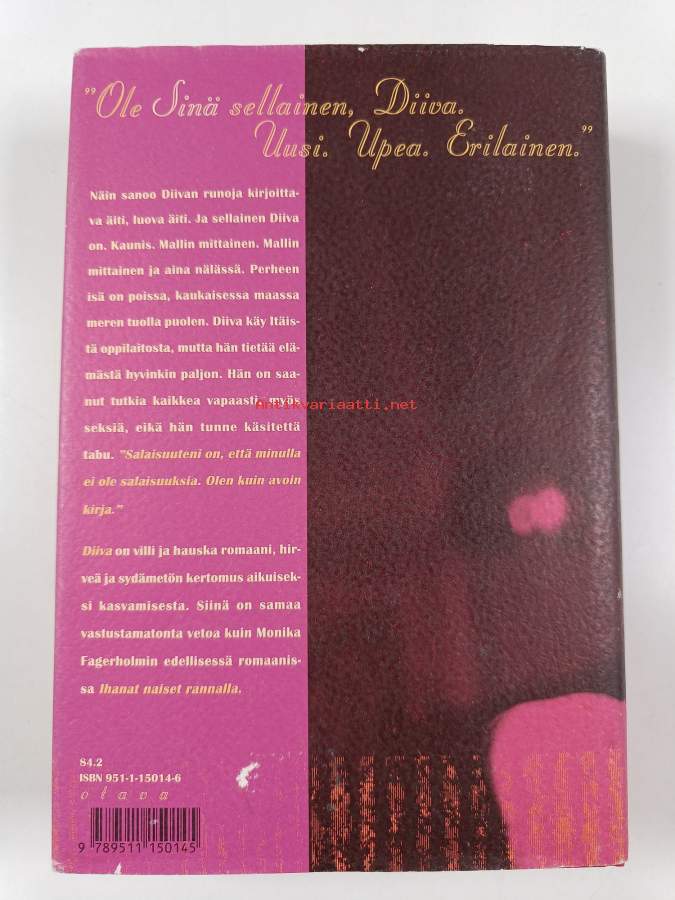 "Ole Sinä sellainen, Diiva.
Uusi. Upea. Erilainen."
Näin sanoo Diivan runoja kirjoitta-
va äiti, luova äiti. Ja sellainen Diiva
on. Kaunis. Mallin mittainen. Mallin
mittainen ja aina nälässä. Perheen
isä on poissa, kaukaisessa maassa
meren tuolla puolen. Diiva käy Itäis-
tä oppilaitosta, mutta hän tietää elä-
mästä hyvinkin paljon. Hän on saa-
nut tutkia kaikkea vapaasti, myös
antikvariaatti.net
seksiä, eikä hän tunne käsitettä
tabu. "Salaisuuteni on, että minulla
ei ole salaisuuksia. Olen kuin avoin
kirja."
Diiva on villi ja hauska romaani, hir-
veä ja sydämetön kertomus aikuisek-
si kasvamisesta. Siinä on samaa
vastustamatonta vetoa kuin Monika
Fagerholmin edellisessä romaanis-
sa Ihanat naiset rannalla.
84.2
ISBN 951-1-15014-6
otava
9 789511 150145